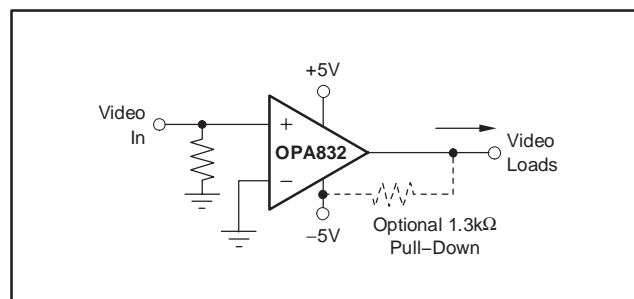 +5V
Video
In
+
OPA832
−
Video
Loads
−5V
Optional 1.3kΩ
Pull−Down